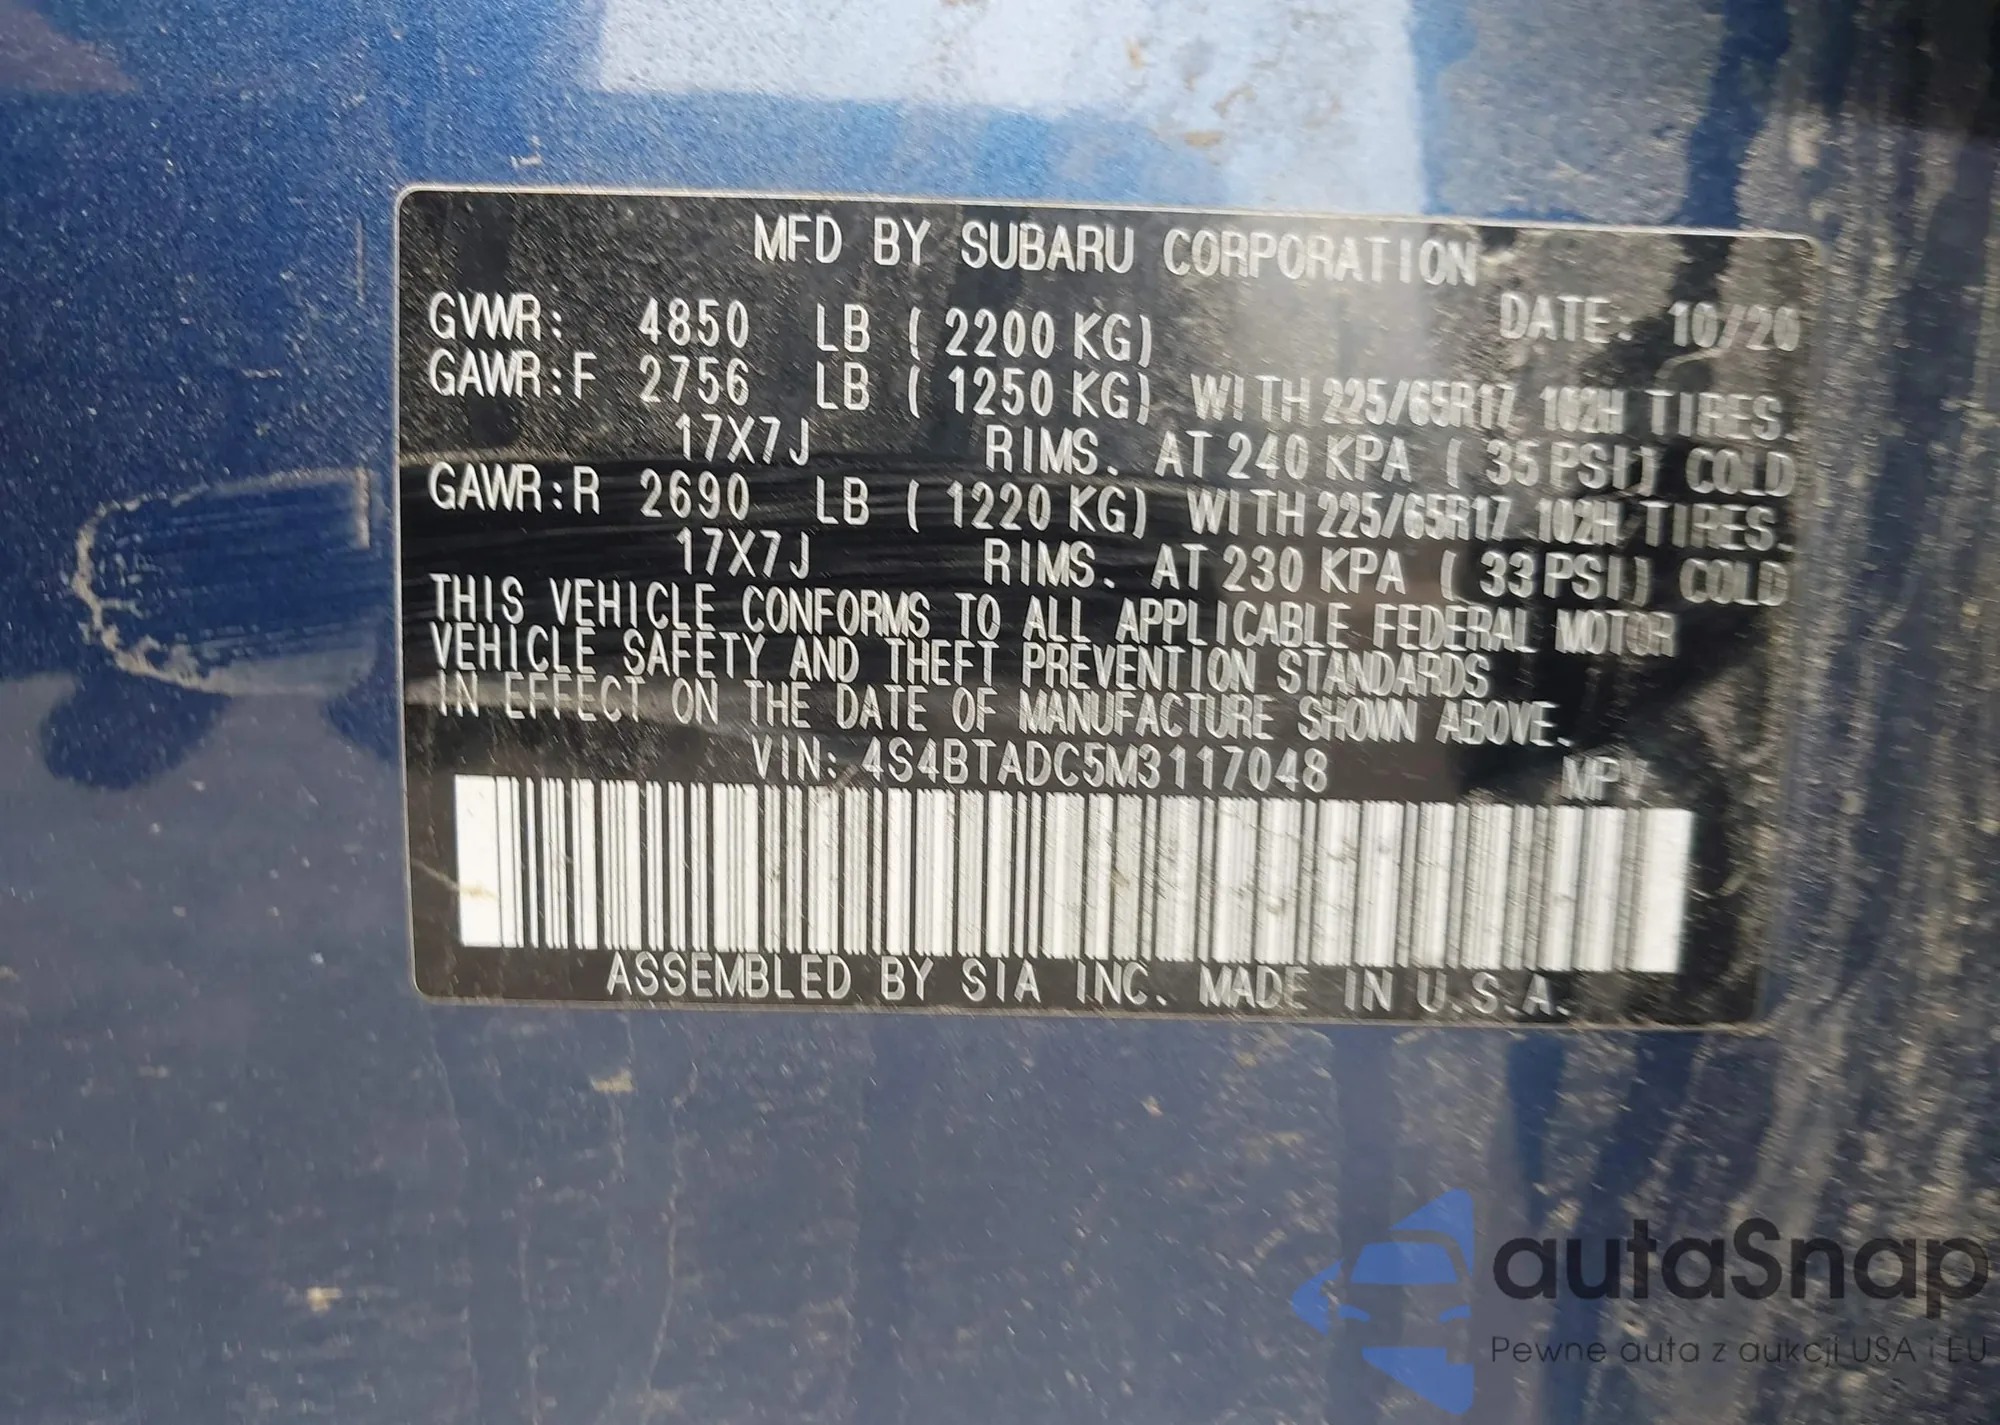 MFD BY SUBARU CORPORATION
GVWR: 4850 LB ( 2200 KG) DATE: 10/20
GAWR:F 2756 LB ( 1250 KG) WITH 225/65R17 102H TIRES.
17X7J RIMS. AT 240 KPA ( 35 PSI) COLD
GAWR:R 2690 LB ( 1220 KG) WITH 225/65R17 102H TIRES.
17X7J RIMS. AT 230 KPA ( 33 PSI) COLD
THIS VEHICLE CONFORMS TO ALL APPLICABLE FEDERAL MOTOR
VEHICLE SAFETY AND THEFT PREVENTION STANDARDS
IN EFFECT ON THE DATE OF MANUFACTURE SHOWN ABOVE.
VIN: 4S4BTADC5M3117048 MPV
ASSEMBLED BY SIA INC. MADE IN U.S.A.
autaSnap
Pewne auta z aukcji USA i EU